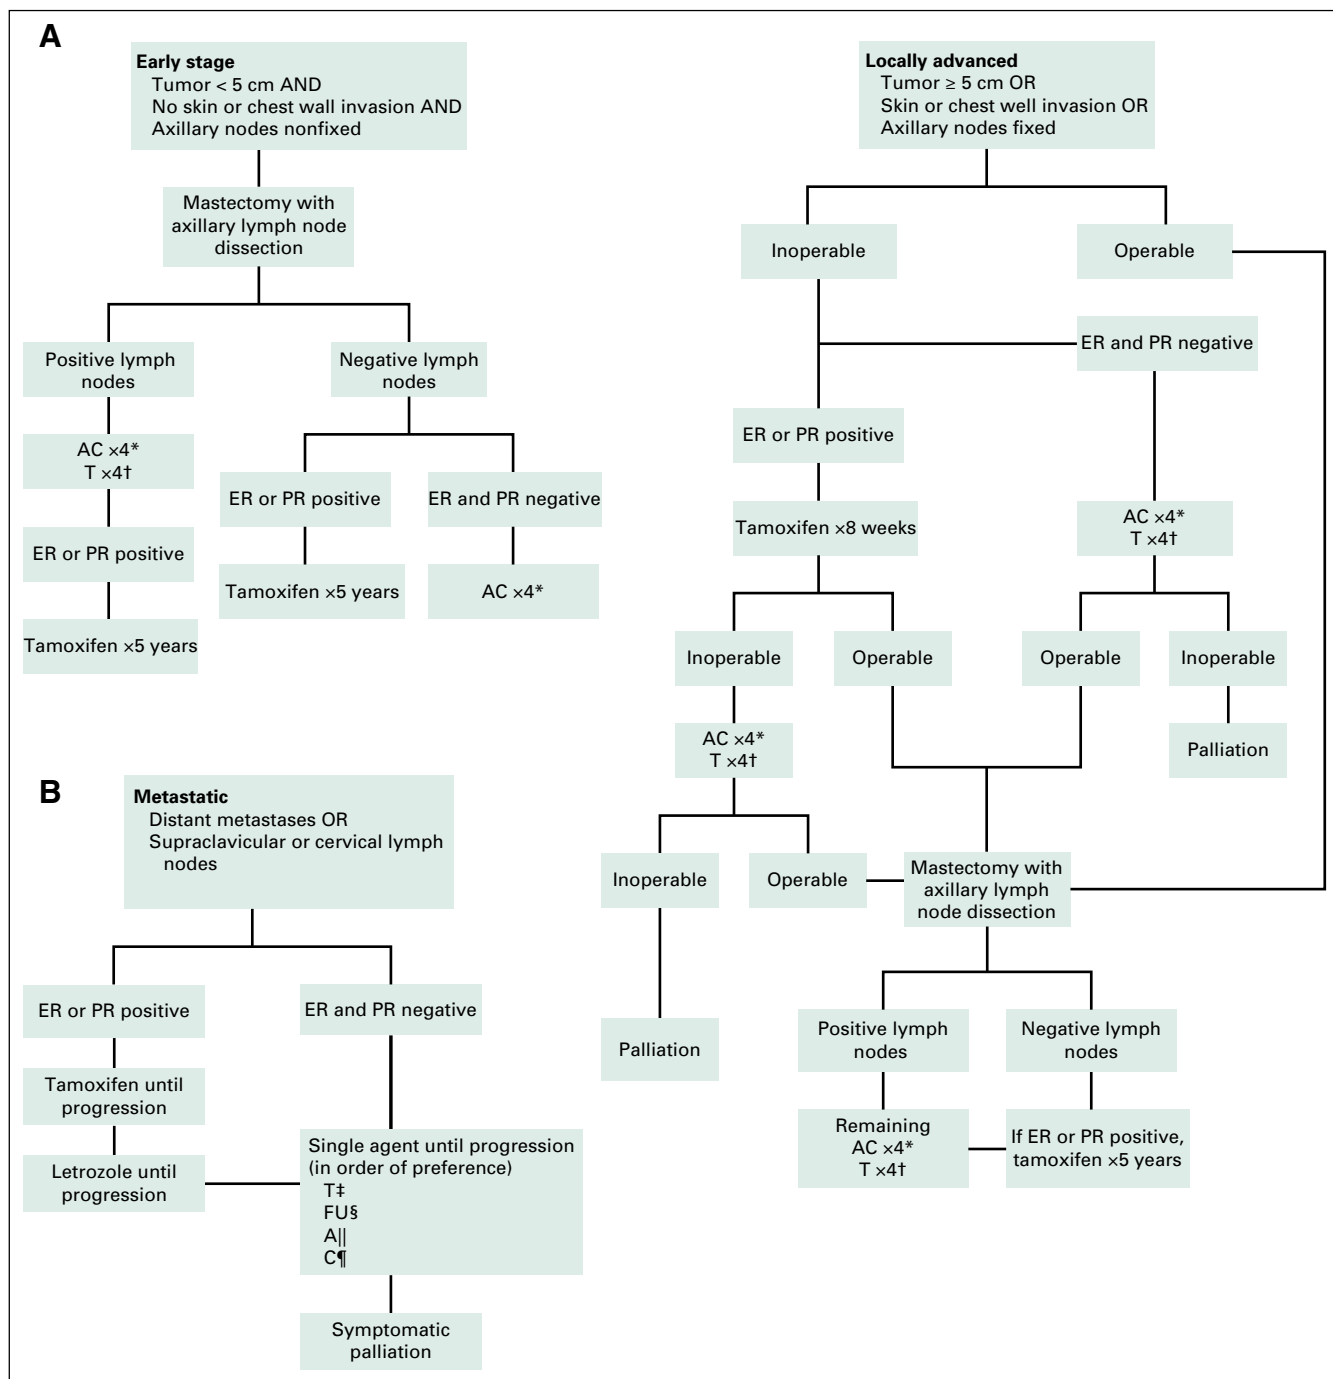 A
Early stage
Tumor < 5 cm AND
No skin or chest wall invasion AND
Axillary nodes nonfixed
Mastectomy with
axillary lymph node
dissection
Positive lymph
nodes
Negative lymph
nodes
AC ×4*
T ×4†
ER or PR positive
Tamoxifen ×5 years
ER or PR positive
ER and PR negative
Tamoxifen ×5 years
AC ×4*
Locally advanced
Tumor ≥ 5 cm OR
Skin or chest well invasion OR
Axillary nodes fixed
Inoperable
Operable
ER and PR negative
ER or PR positive
Tamoxifen ×8 weeks
AC ×4*
T ×4†
Inoperable
Operable
Operable
Inoperable
AC ×4*
T ×4†
Palliation
Inoperable
Operable
Mastectomy with
axillary lymph
node dissection
Palliation
Positive lymph
nodes
Negative lymph
nodes
Remaining
AC ×4*
T ×4†
If ER or PR positive,
tamoxifen ×5 years
B
Metastatic
Distant metastases OR
Supraclavicular or cervical lymph
nodes
ER or PR positive
ER and PR negative
Tamoxifen until
progression
Letrozole until
progression
Single agent until progression
(in order of preference)
T‡
FU§
A||
C¶
Symptomatic
palliation